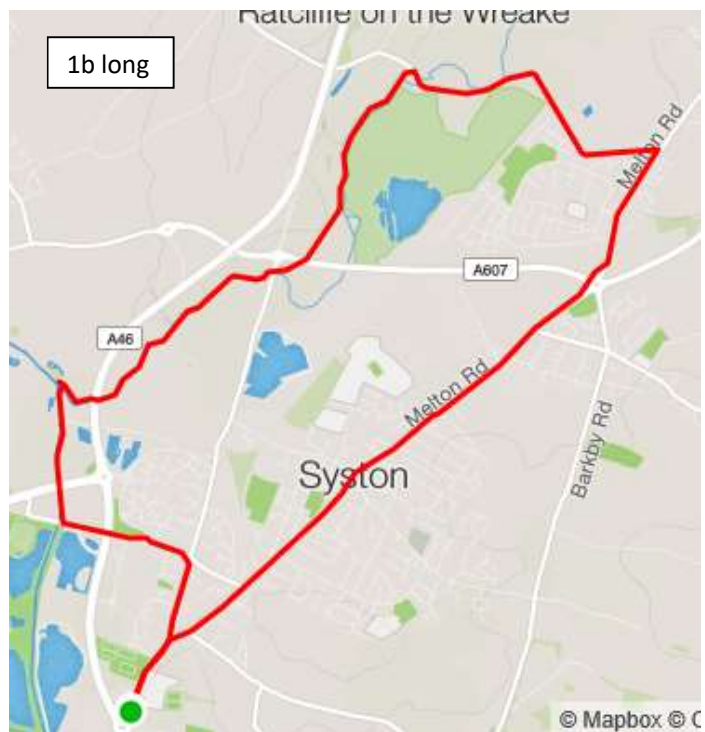 Ratcliffe on the Wreake
1b long
Melton Rd
A607
A46
Melton Rd
Barkby Rd
Syston
© Mapbox ©